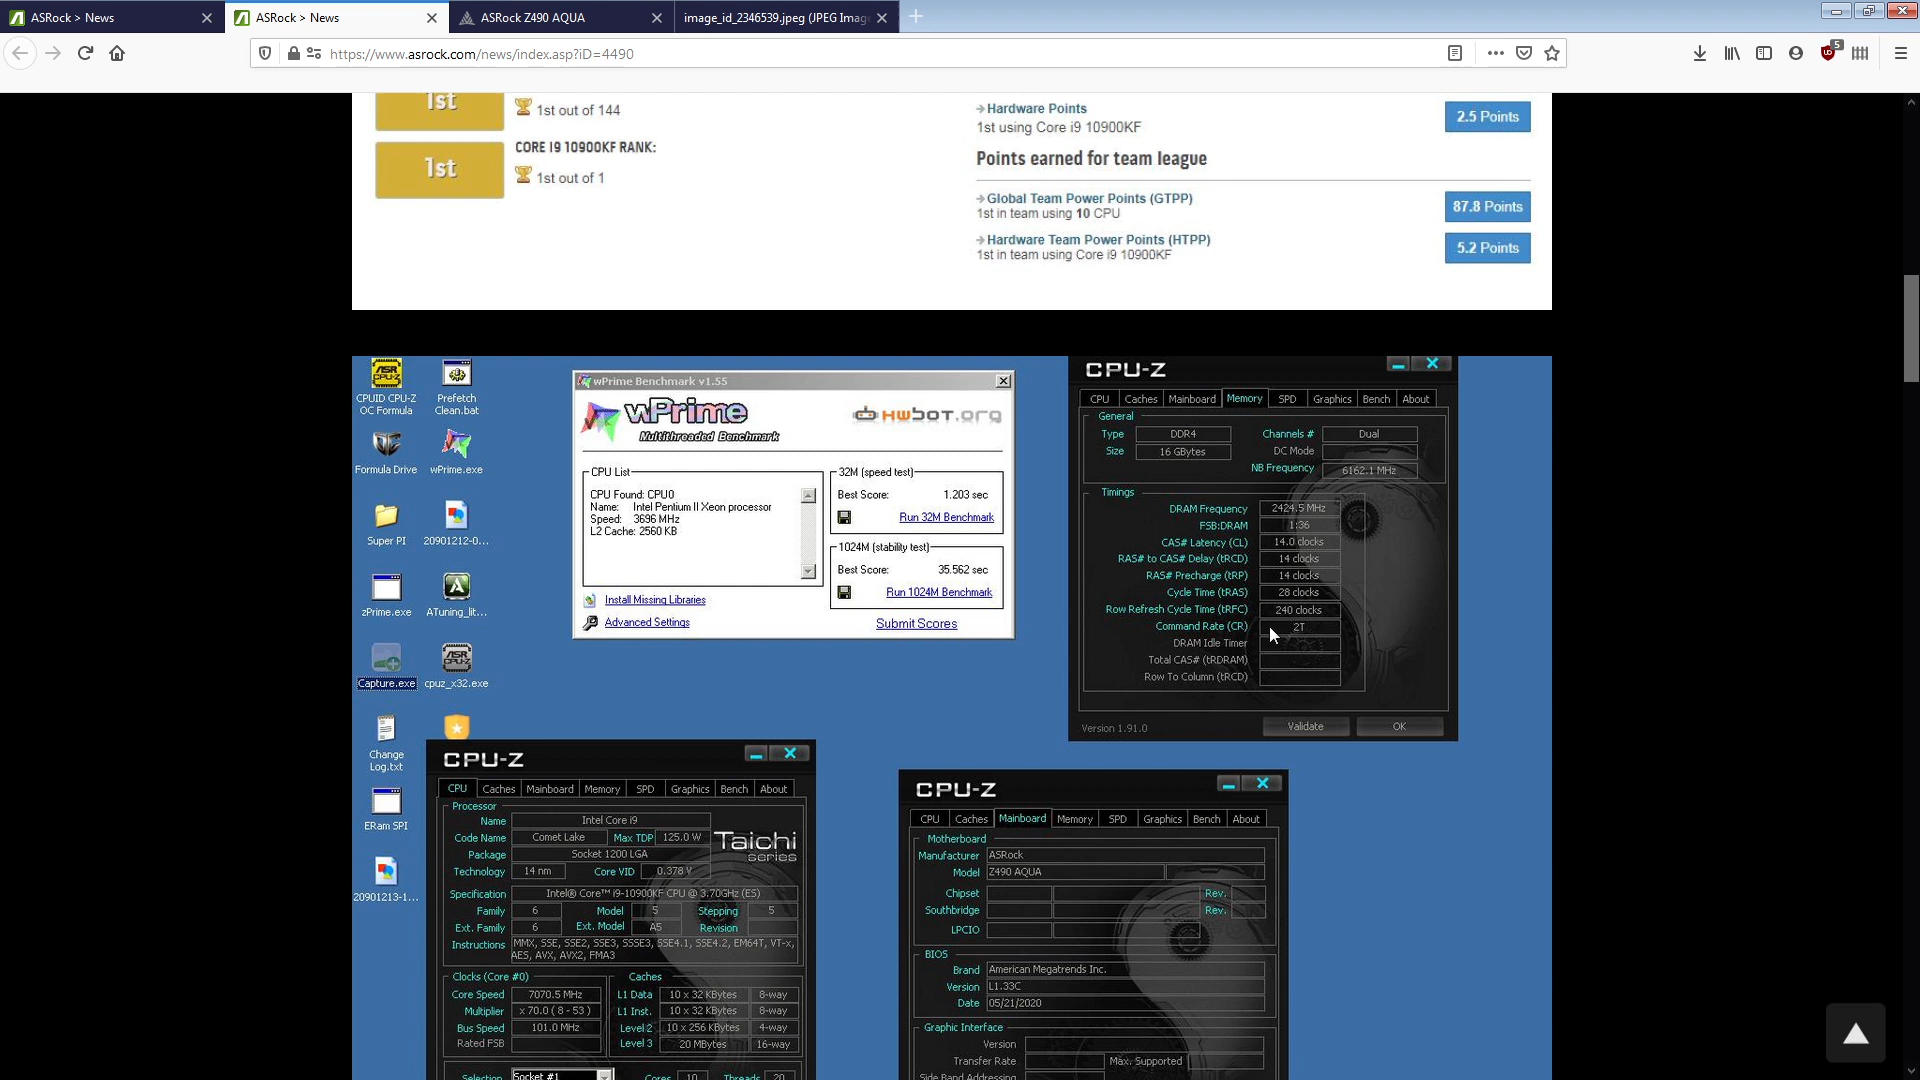 ASRock > News
ASRock > News
ASRock Z490 AQUA
image_id_2346539.jpeg (JPEG Imag
https://www.asrock.com/news/index.asp?iD=4490
5
1st
1st out of 144
CORE I9 10900KF RANK:
1st
1st out of 1
Hardware Points
1st using Core i9 10900KF
2.5 Points
Points earned for team league
Global Team Power Points (GTPP)
1st in team using 10 CPU
87.8 Points
Hardware Team Power Points (HTPP)
1st in team using Core i9 10900KF
5.2 Points
CPUID CPU-Z
OC Formula
Prefetch
Clean.bat
Formula Drive
wPrime.exe
Super PI
20901212-0...
zPrime.exe
ATuning_lit...
Capture.exe
cpuz_x32.exe
Change
Log.txt
ERam SPI
20901213-1...
wPrime Benchmark v1.55
wPrime
Multithreaded Benchmark
HWBOT.ORG
CPU List
CPU Found: CPU0
Name: Intel Pentium II Xeon processor
Speed: 3696 MHz
L2 Cache: 2560 KB
32M (speed test)
Best Score: 1.203 sec
Run 32M Benchmark
1024M (stability test)
Best Score: 35.562 sec
Run 1024M Benchmark
Install Missing Libraries
Advanced Settings
Submit Scores
CPU-Z
CPU Caches Mainboard Memory SPD Graphics Bench About
General
Type DDR4 Channels # Dual
Size 16 GBytes DC Mode
NB Frequency 6162.1 MHz
Timings
DRAM Frequency 2424.5 MHz
FSB:DRAM 1:36
CAS# Latency (CL) 14.0 clocks
RAS# to CAS# Delay (tRCD) 14 clocks
RAS# Precharge (tRP) 14 clocks
Cycle Time (tRAS) 28 clocks
Row Refresh Cycle Time (tRFC) 240 clocks
Command Rate (CR) 2T
DRAM Idle Timer
Total CAS# (tRDRAM)
Row To Column (tRCD)
Version 1.91.0 Validate OK
CPU-Z
CPU Caches Mainboard Memory SPD Graphics Bench About
Processor
Name Intel Core i9
Code Name Comet Lake Max TDP 125.0 W
Package Socket 1200 LGA
Technology 14 nm Core VID 0.378 V
Taichi
series
Specification Intel® Core™ i9-10900KF CPU @ 3.70GHz (ES)
Family 6 Model 5 Stepping 5
Ext. Family 6 Ext. Model A5 Revision
Instructions MMX, SSE, SSE2, SSE3, SSSE3, SSE4.1, SSE4.2, EM64T, VT-x,
AES, AVX, AVX2, FMA3
Clocks (Core #0)
Core Speed 7070.5 MHz
Multiplier x 70.0 ( 8 - 53 )
Bus Speed 101.0 MHz
Rated FSB
Caches
L1 Data 10 x 32 KBytes 8-way
L1 Inst. 10 x 32 KBytes 8-way
Level 2 10 x 256 KBytes 4-way
Level 3 20 MBytes 16-way
Selection Socket #1 Cores 10 Threads 20
CPU-Z
CPU Caches Mainboard Memory SPD Graphics Bench About
Motherboard
Manufacturer ASRock
Model Z490 AQUA
Chipset Rev.
Southbridge Rev.
LPCIO
BIOS
Brand American Megatrends Inc.
Version L1.33C
Date 05/21/2020
Graphic Interface
Version
Transfer Rate Max. Supported
Side Band Addressing